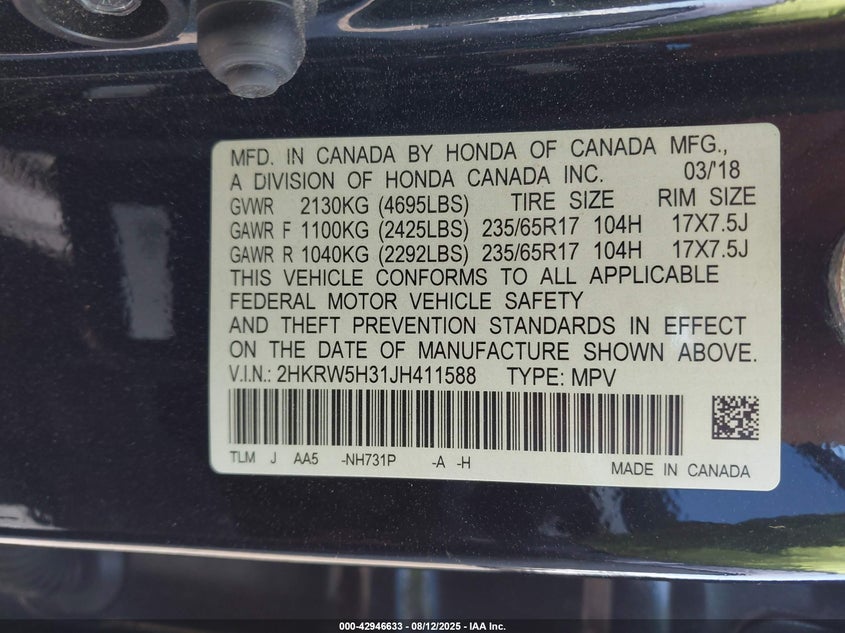 MFD. IN CANADA BY HONDA OF CANADA MFG.,
A DIVISION OF HONDA CANADA INC. 03/18
GVWR 2130KG (4695LBS) TIRE SIZE RIM SIZE
GAWR F 1100KG (2425LBS) 235/65R17 104H 17X7.5J
GAWR R 1040KG (2292LBS) 235/65R17 104H 17X7.5J
THIS VEHICLE CONFORMS TO ALL APPLICABLE
FEDERAL MOTOR VEHICLE SAFETY
AND THEFT PREVENTION STANDARDS IN EFFECT
ON THE DATE OF MANUFACTURE SHOWN ABOVE.
V.I.N.: 2HKRW5H31JH411588 TYPE: MPV
TLM J AA5 -NH731P -A -H
MADE IN CANADA
000-42946633 - 08/12/2025 - IAA Inc.